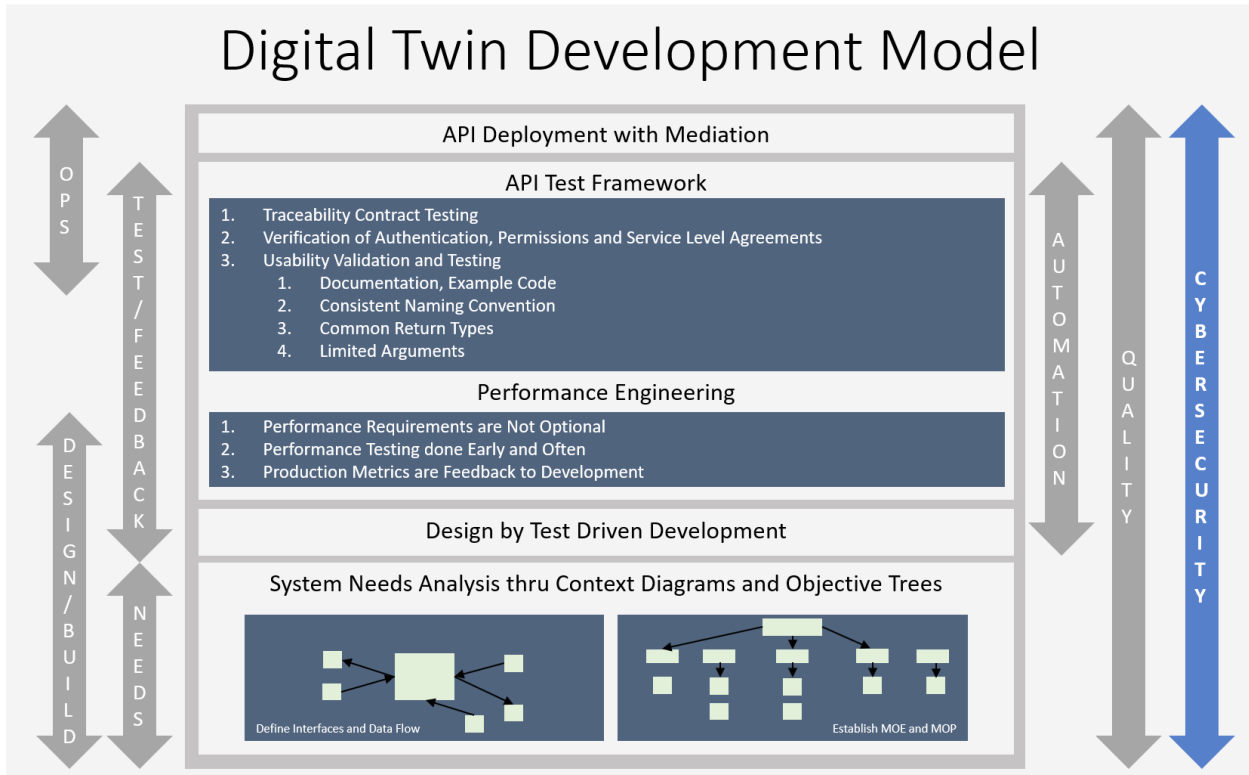 Digital Twin Development Model
OPS
TEST/FEEDBACK
DESIGN/BUILD
NEEDS
API Deployment with Mediation
API Test Framework
1. Traceability Contract Testing
2. Verification of Authentication, Permissions and Service Level Agreements
3. Usability Validation and Testing
1. Documentation, Example Code
2. Consistent Naming Convention
3. Common Return Types
4. Limited Arguments
Performance Engineering
1. Performance Requirements are Not Optional
2. Performance Testing done Early and Often
3. Production Metrics are Feedback to Development
Design by Test Driven Development
System Needs Analysis thru Context Diagrams and Objective Trees
Define Interfaces and Data Flow
Establish MOE and MOP
AUTOMATION
QUALITY
CYBERSECURITY